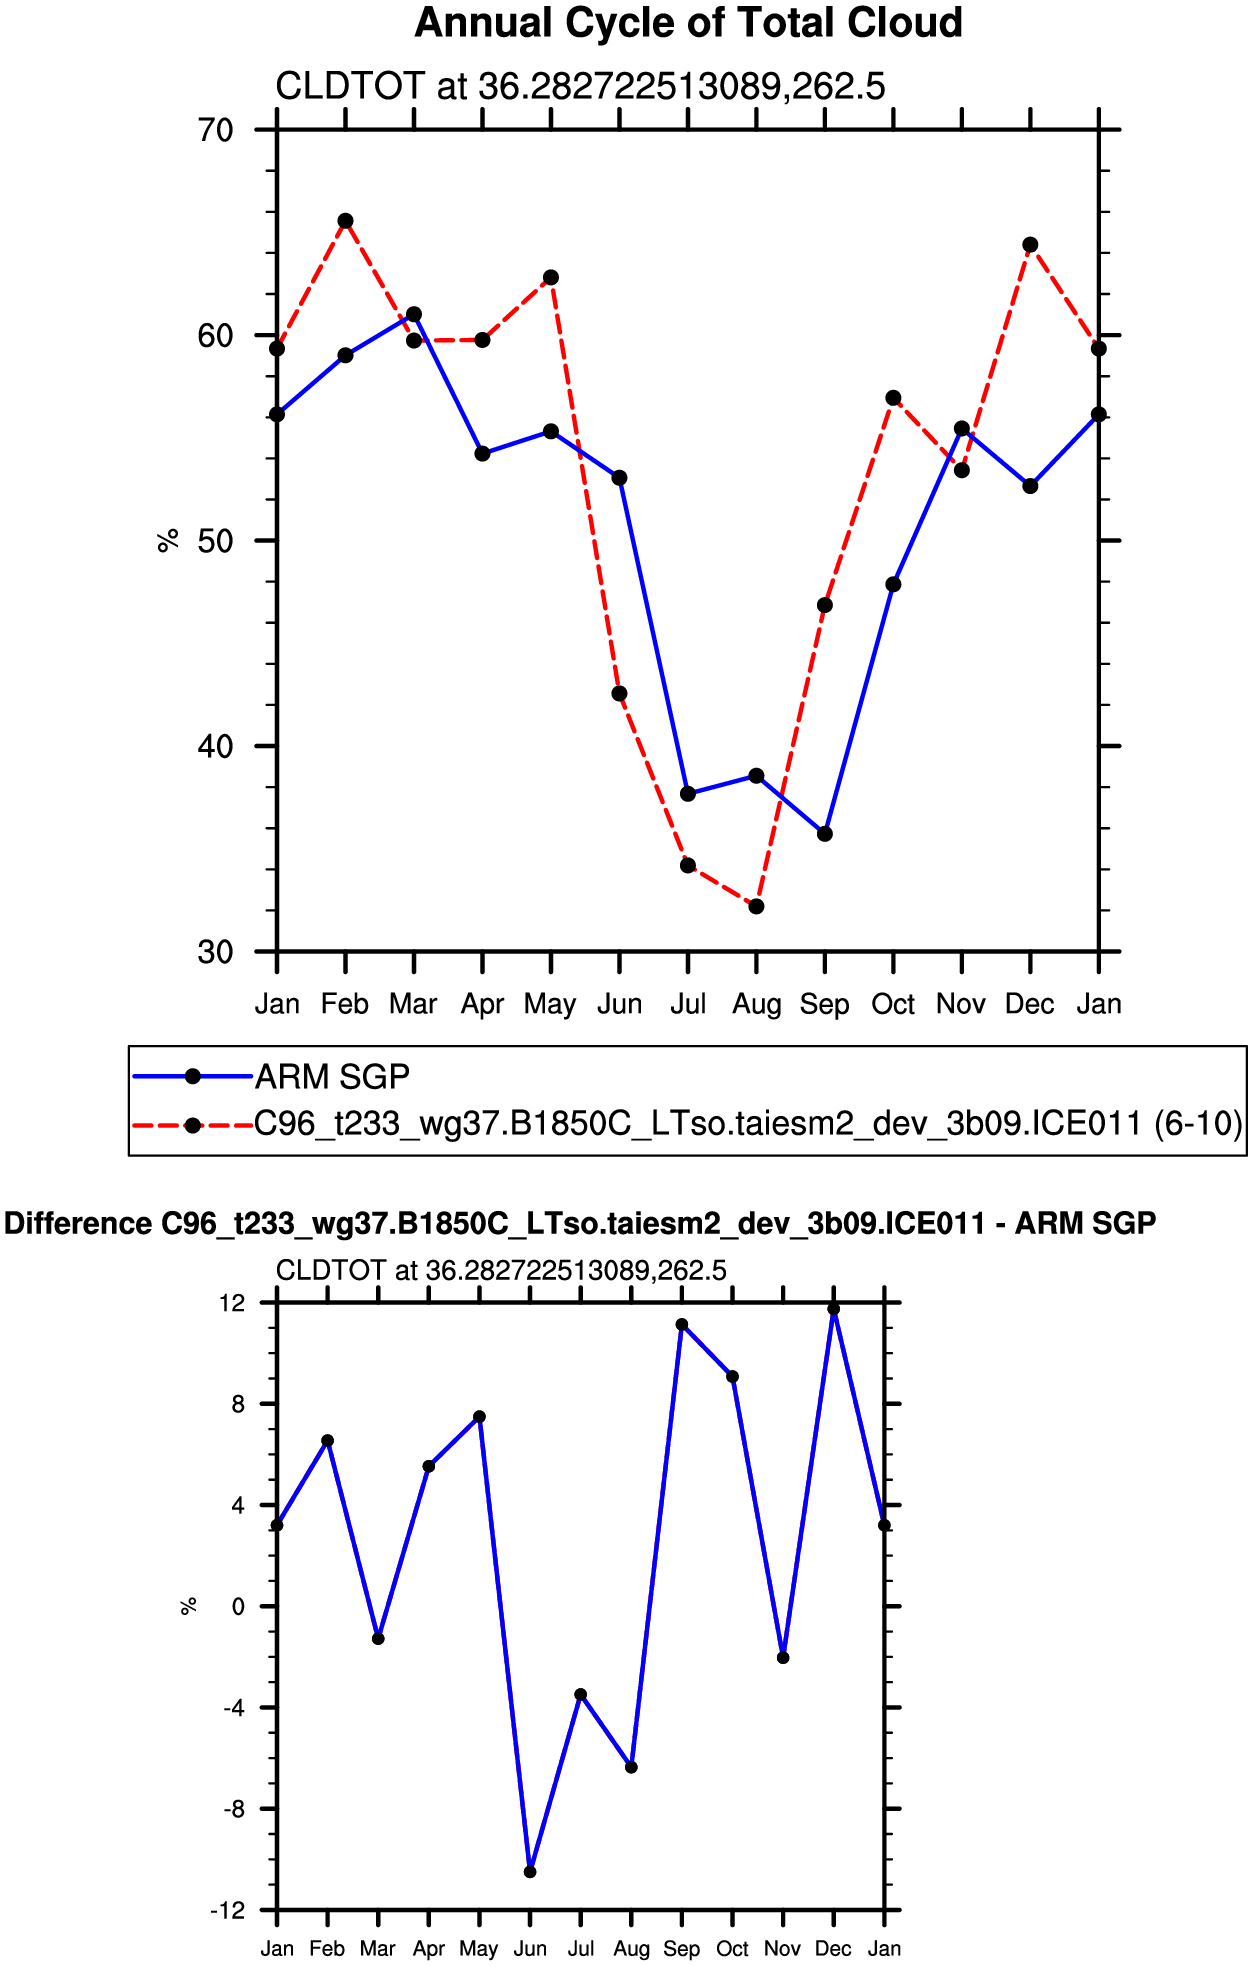 Annual Cycle of Total Cloud
CLDTOT at 36.282722513089,262.5
70
60
50
40
30
%
Jan Feb Mar Apr May Jun Jul Aug Sep Oct Nov Dec Jan
ARM SGP
C96_t233_wg37.B1850C_LTso.taiesm2_dev_3b09.ICE011 (6-10)
Difference C96_t233_wg37.B1850C_LTso.taiesm2_dev_3b09.ICE011 - ARM SGP
CLDTOT at 36.282722513089,262.5
12
8
4
0
-4
-8
-12
%
Jan Feb Mar Apr May Jun Jul Aug Sep Oct Nov Dec Jan